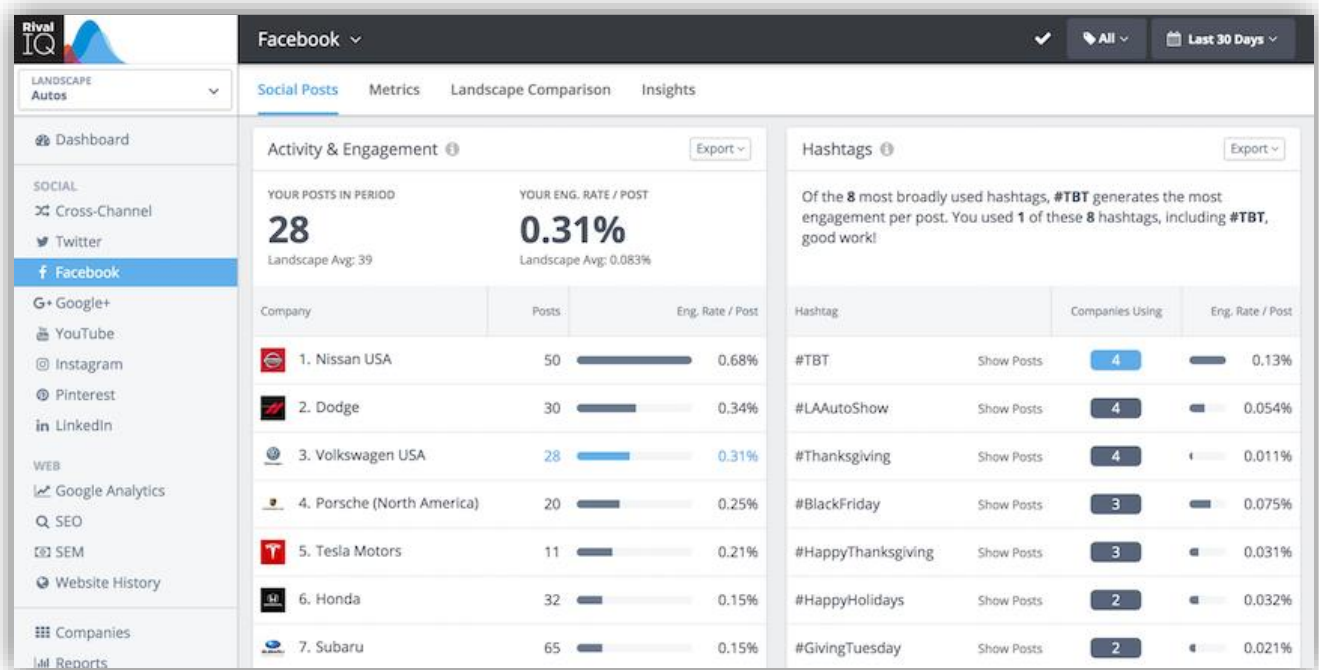 Rival
IQ
Facebook
All
Last 30 Days
LANDSCAPE
Autos
Social Posts
Metrics
Landscape Comparison
Insights
Dashboard
SOCIAL
Cross-Channel
Twitter
Facebook
G+ Google+
YouTube
Instagram
Pinterest
in LinkedIn
WEB
Google Analytics
SEO
SEM
Website History
Companies
Reports
Activity & Engagement
Export
YOUR POSTS IN PERIOD
28
Landscape Avg: 39
YOUR ENG. RATE / POST
0.31%
Landscape Avg: 0.083%
Company Posts Eng. Rate / Post
1. Nissan USA 50 0.68%
2. Dodge 30 0.34%
3. Volkswagen USA 28 0.31%
4. Porsche (North America) 20 0.25%
5. Tesla Motors 11 0.21%
6. Honda 32 0.15%
7. Subaru 65 0.15%
Hashtags
Export
Of the 8 most broadly used hashtags, #TBT generates the most
engagement per post. You used 1 of these 8 hashtags, including #TBT,
good work!
Hashtag Companies Using Eng. Rate / Post
#TBT Show Posts 4 0.13%
#LAAutoShow Show Posts 4 0.054%
#Thanksgiving Show Posts 4 0.011%
#BlackFriday Show Posts 3 0.075%
#HappyThanksgiving Show Posts 3 0.031%
#HappyHolidays Show Posts 2 0.032%
#GivingTuesday Show Posts 2 0.021%